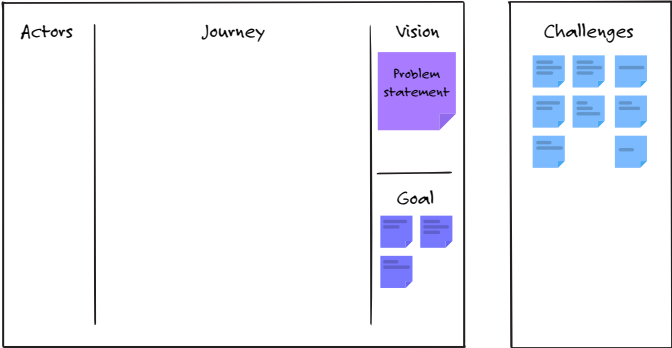 Actors
Journey
Vision
Challenges
Problem
statement
Goal